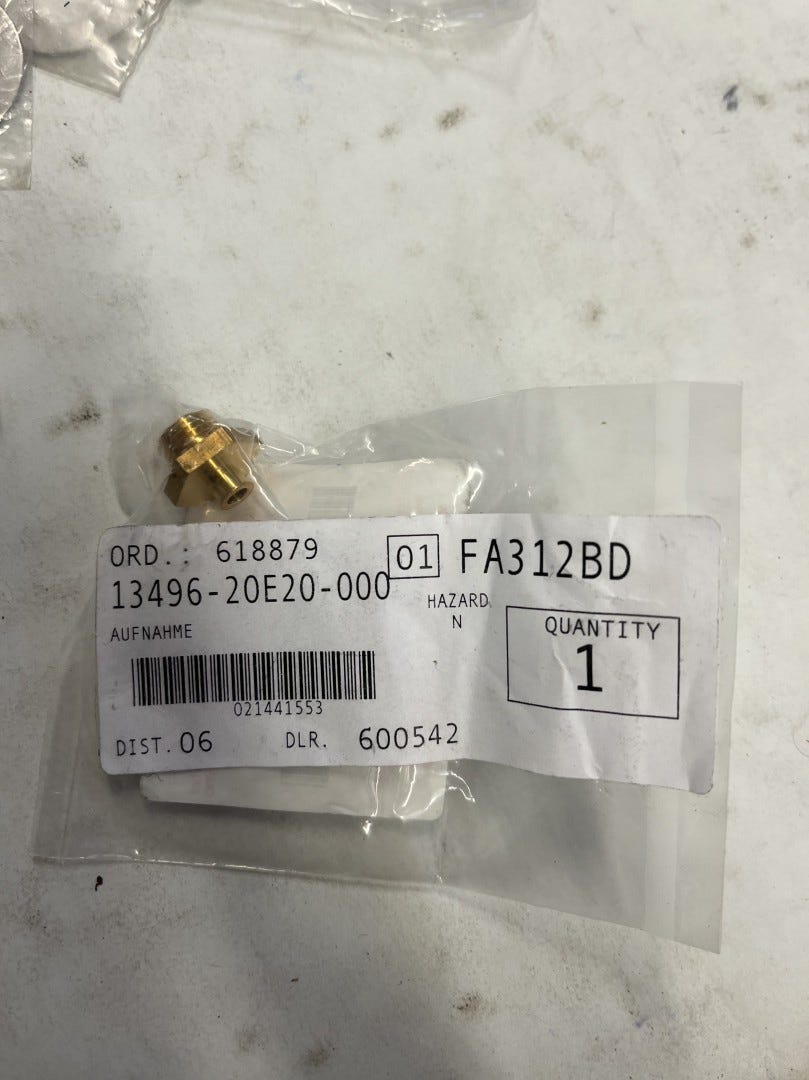 ORD.: 618879
01 FA312BD
13496-20E20-000
HAZARD
N
AUFNAHME
QUANTITY
1
021441553
DIST. 06 DLR. 600542